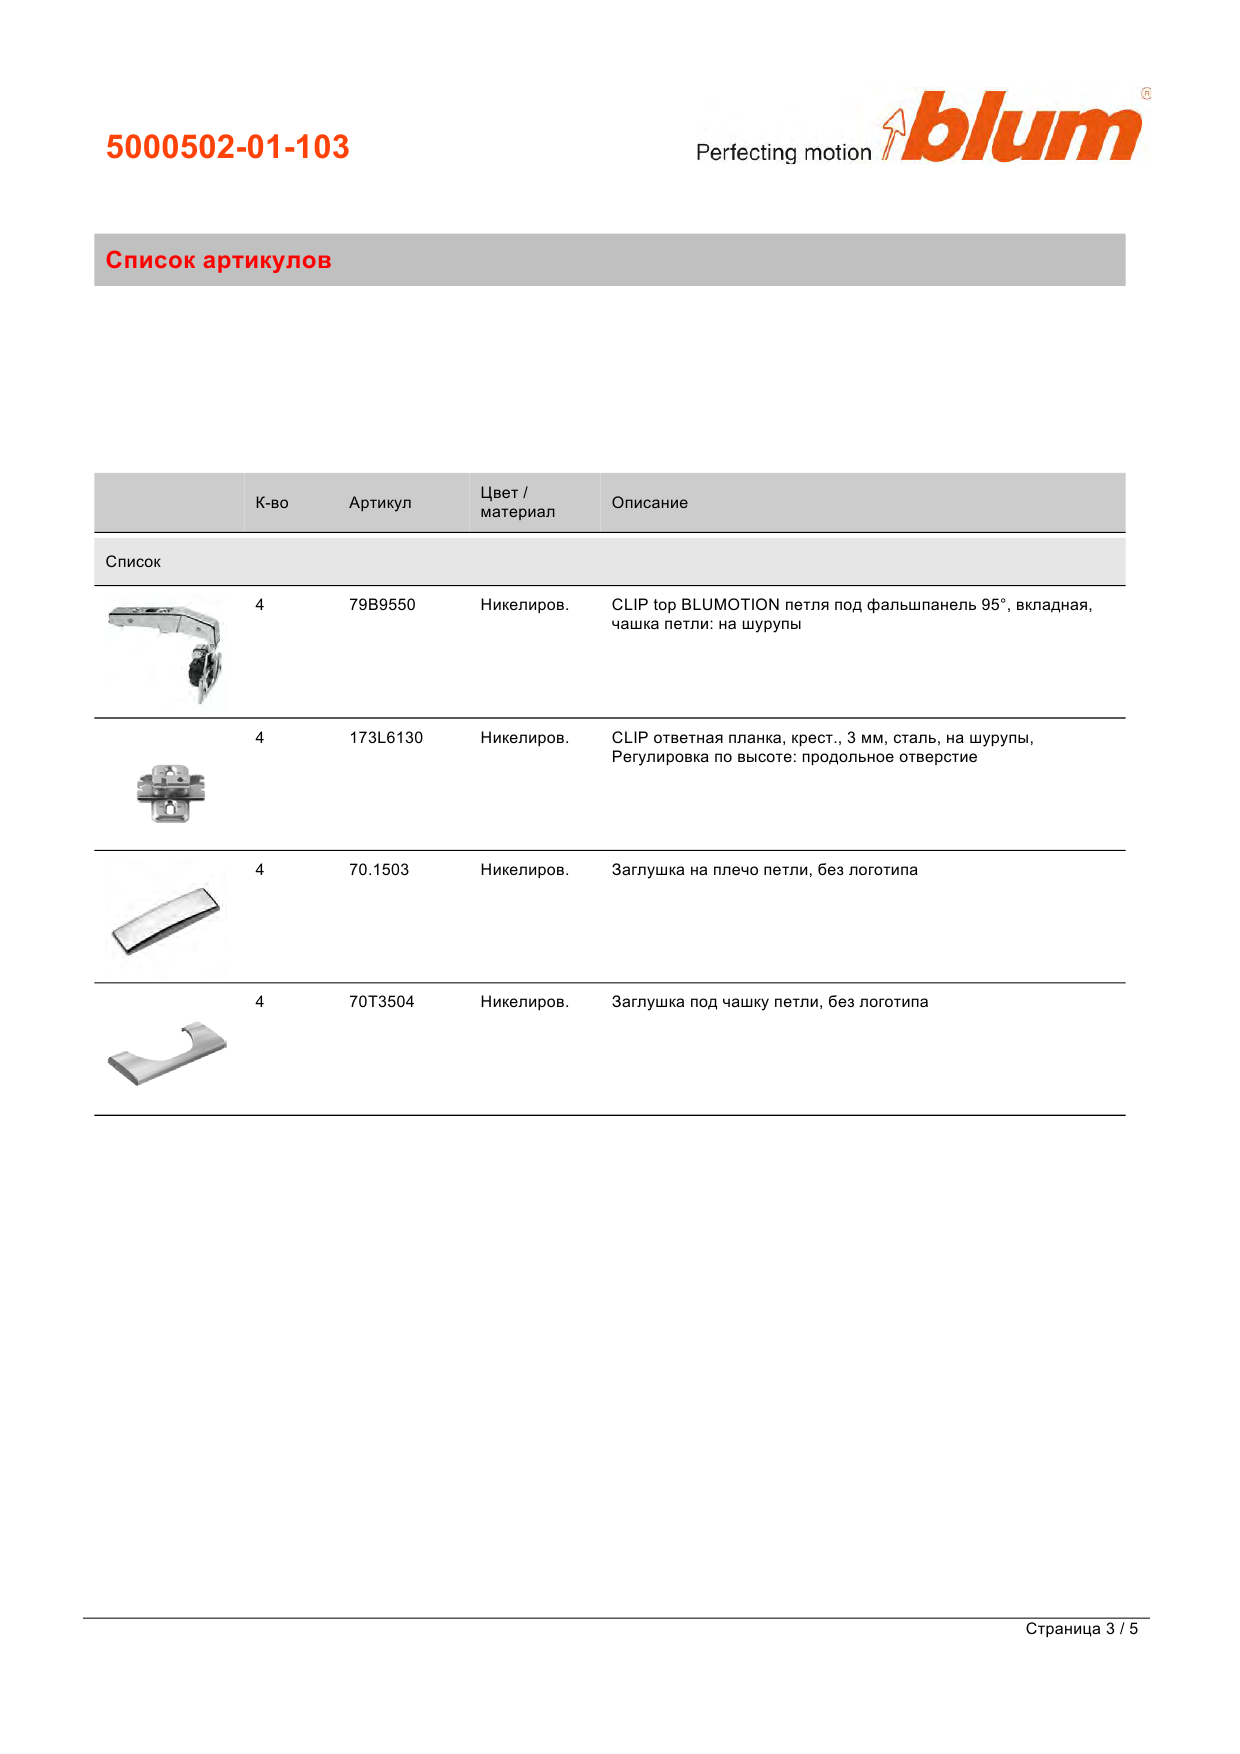 5000502-01-103
Perfecting motion blum®
Список артикулов
К-во Артикул Цвет / материал Описание
Список
4 79B9550 Никелиров. CLIP top BLUMOTION петля под фальшпанель 95°, вкладная,
чашка петли: на шурупы
4 173L6130 Никелиров. CLIP ответная планка, крест., 3 мм, сталь, на шурупы,
Регулировка по высоте: продольное отверстие
4 70.1503 Никелиров. Заглушка на плечо петли, без логотипа
4 70T3504 Никелиров. Заглушка под чашку петли, без логотипа
Страница 3 / 5